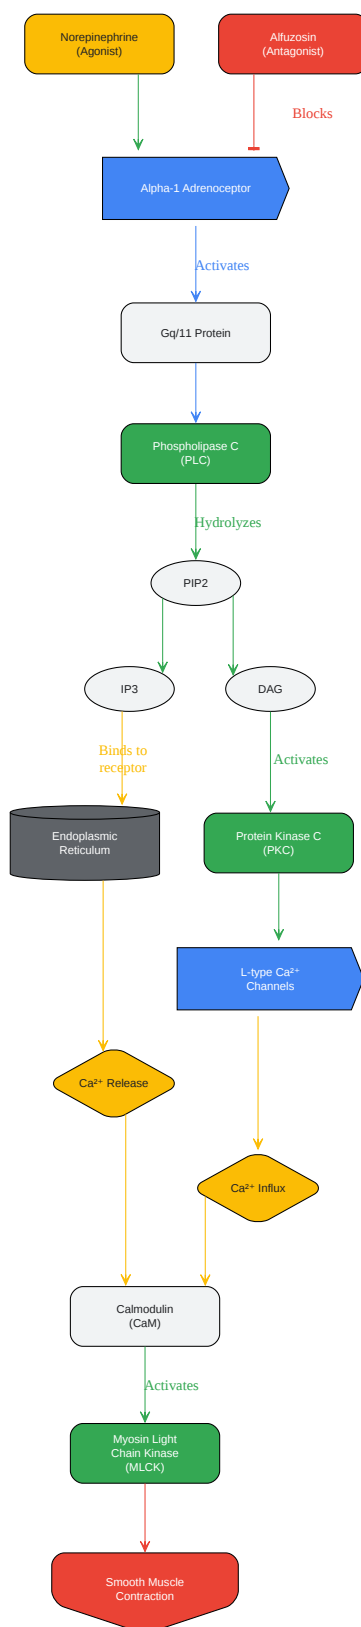 Norepinephrine
(Agonist)
Alfuzosin
(Antagonist)
Blocks
Alpha-1 Adrenoceptor
Activates
Gq/11 Protein
Phospholipase C
(PLC)
Hydrolyzes
PIP2
IP3
DAG
Binds to
receptor
Activates
Endoplasmic
Reticulum
Protein Kinase C
(PKC)
L-type Ca²⁺
Channels
Ca²⁺ Release
Ca²⁺ Influx
Calmodulin
(CaM)
Activates
Myosin Light
Chain Kinase
(MLCK)
Smooth Muscle
Contraction